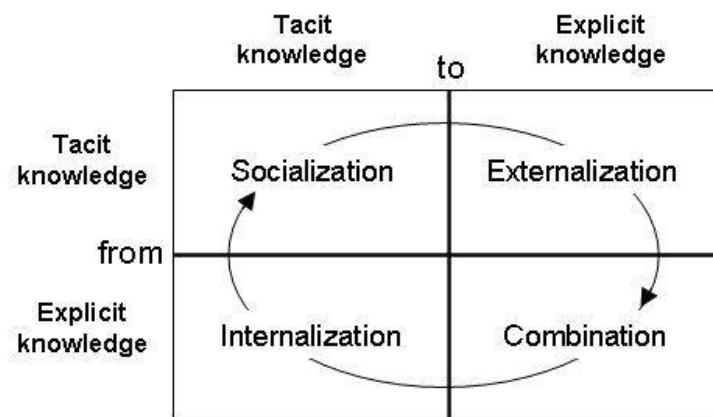 Tacit
knowledge
to
Explicit
knowledge
Tacit
knowledge
Socialization
Externalization
from
Explicit
knowledge
Internalization
Combination